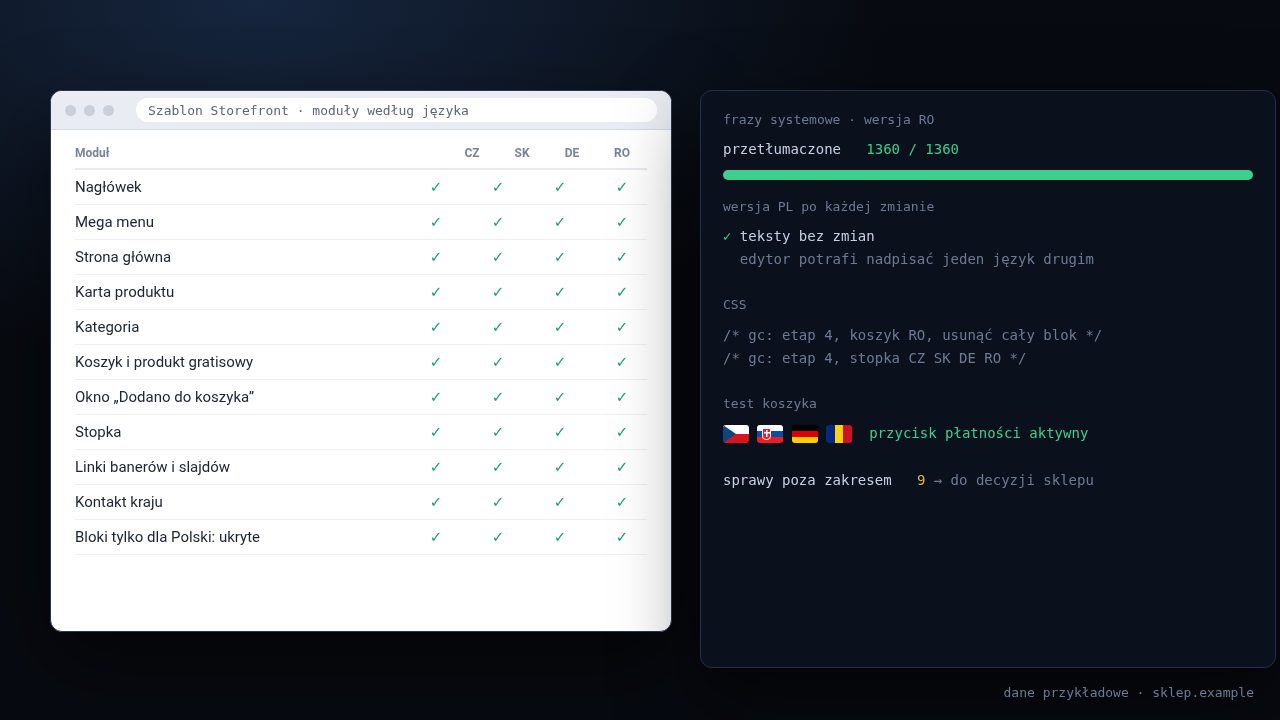 Szablon Storefront · moduły według języka
Moduł CZ SK DE RO
Nagłówek ✓ ✓ ✓ ✓
Mega menu ✓ ✓ ✓ ✓
Strona główna ✓ ✓ ✓ ✓
Karta produktu ✓ ✓ ✓ ✓
Kategoria ✓ ✓ ✓ ✓
Koszyk i produkt gratisowy ✓ ✓ ✓ ✓
Okno „Dodano do koszyka” ✓ ✓ ✓ ✓
Stopka ✓ ✓ ✓ ✓
Linki banerów i slajdów ✓ ✓ ✓ ✓
Kontakt kraju ✓ ✓ ✓ ✓
Bloki tylko dla Polski: ukryte ✓ ✓ ✓ ✓
frazy systemowe · wersja RO
przetłumaczone 1360 / 1360
wersja PL po każdej zmianie
✓ teksty bez zmian
edytor potrafi nadpisać jeden język drugim
CSS
/* gc: etap 4, koszyk RO, usunąć cały blok */
/* gc: etap 4, stopka CZ SK DE RO */
test koszyka
przycisk płatności aktywny
sprawy poza zakresem 9 → do decyzji sklepu
dane przykładowe · sklep.example